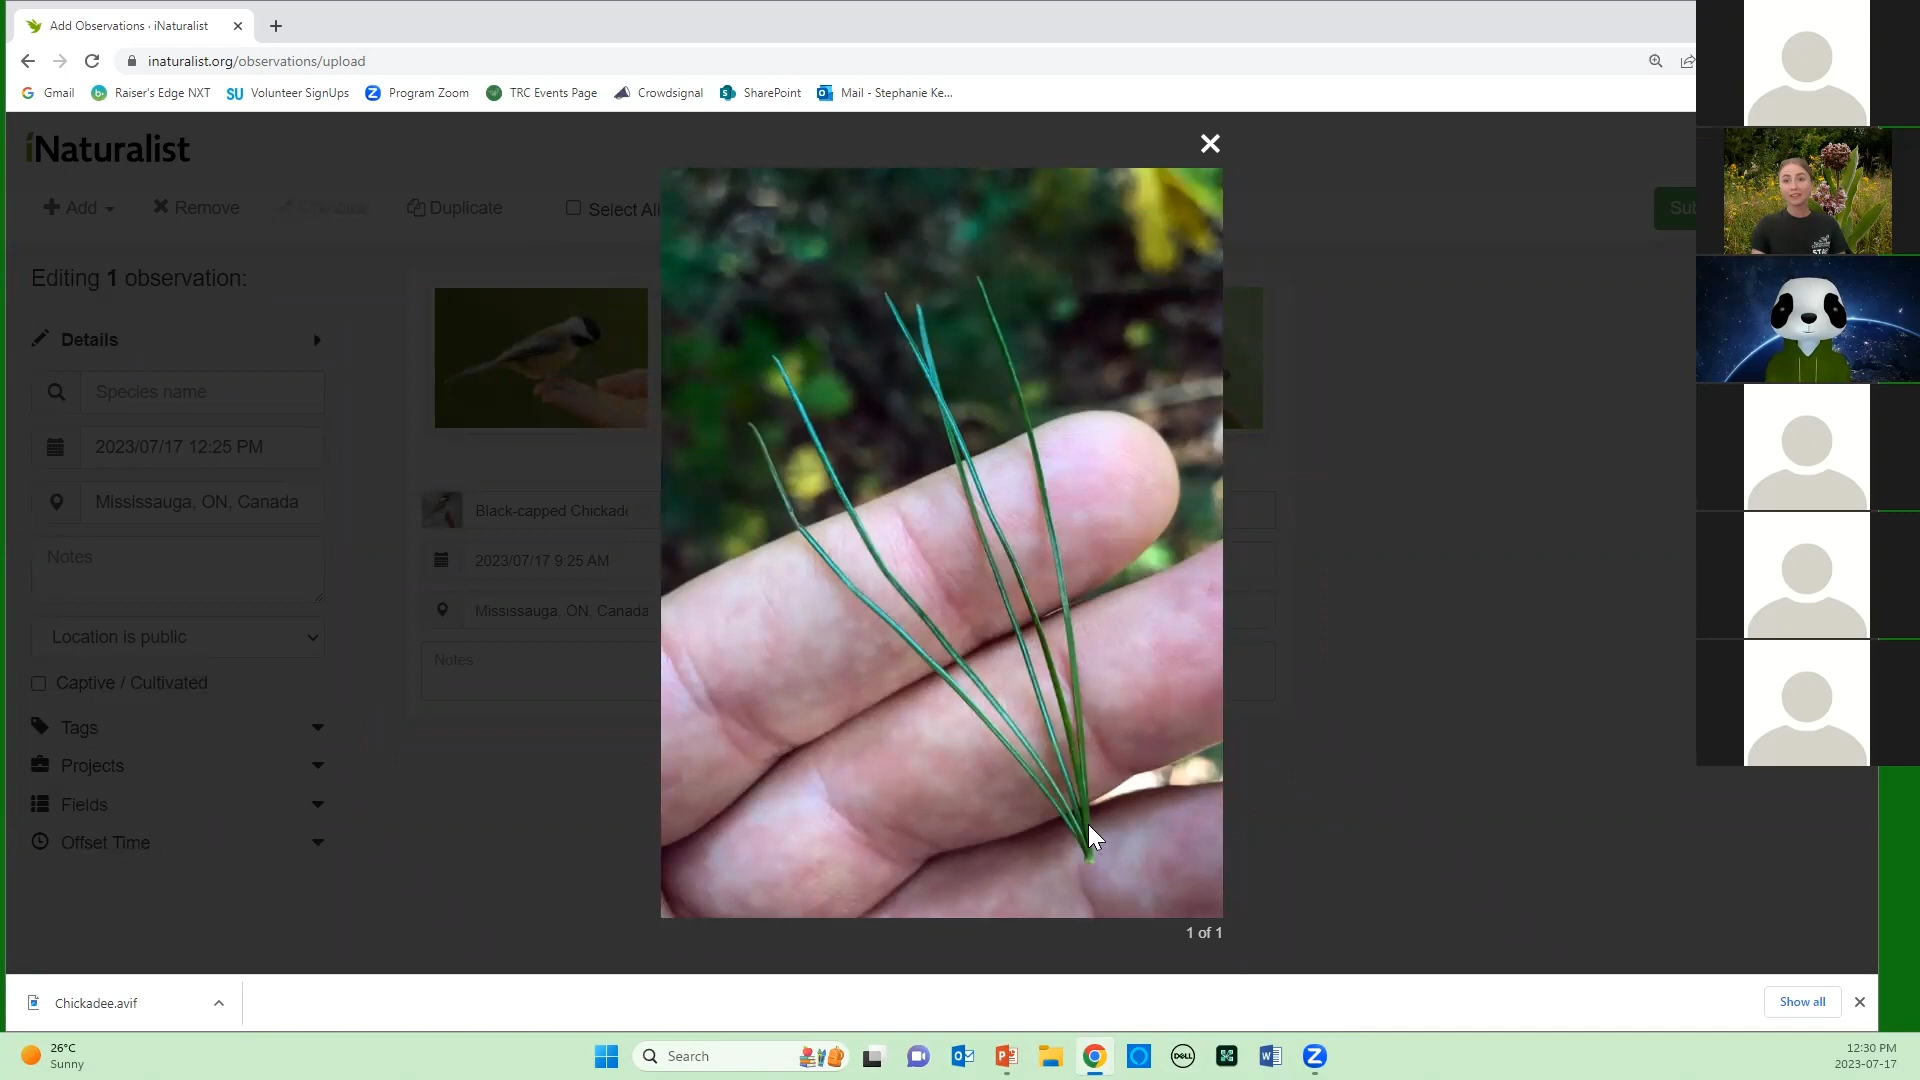 Add Observations · iNaturalist
inaturalist.org/observations/upload
Gmail
Raiser's Edge NXT
SU Volunteer SignUps
Program Zoom
TRC Events Page
Crowdsignal
SharePoint
Mail - Stephanie Ke...
iNaturalist
Add
Remove
Combine
Duplicate
Select All
Sub
Editing 1 observation:
Details
Species name
2023/07/17 12:25 PM
Mississauga, ON, Canada
Notes
Location is public
Captive / Cultivated
Tags
Projects
Fields
Offset Time
Black-capped Chickad
2023/07/17 9:25 AM
Mississauga, ON, Canada
Notes
1 of 1
Chickadee.avif
Show all
26°C
Sunny
Search
DELL
12:30 PM
2023-07-17